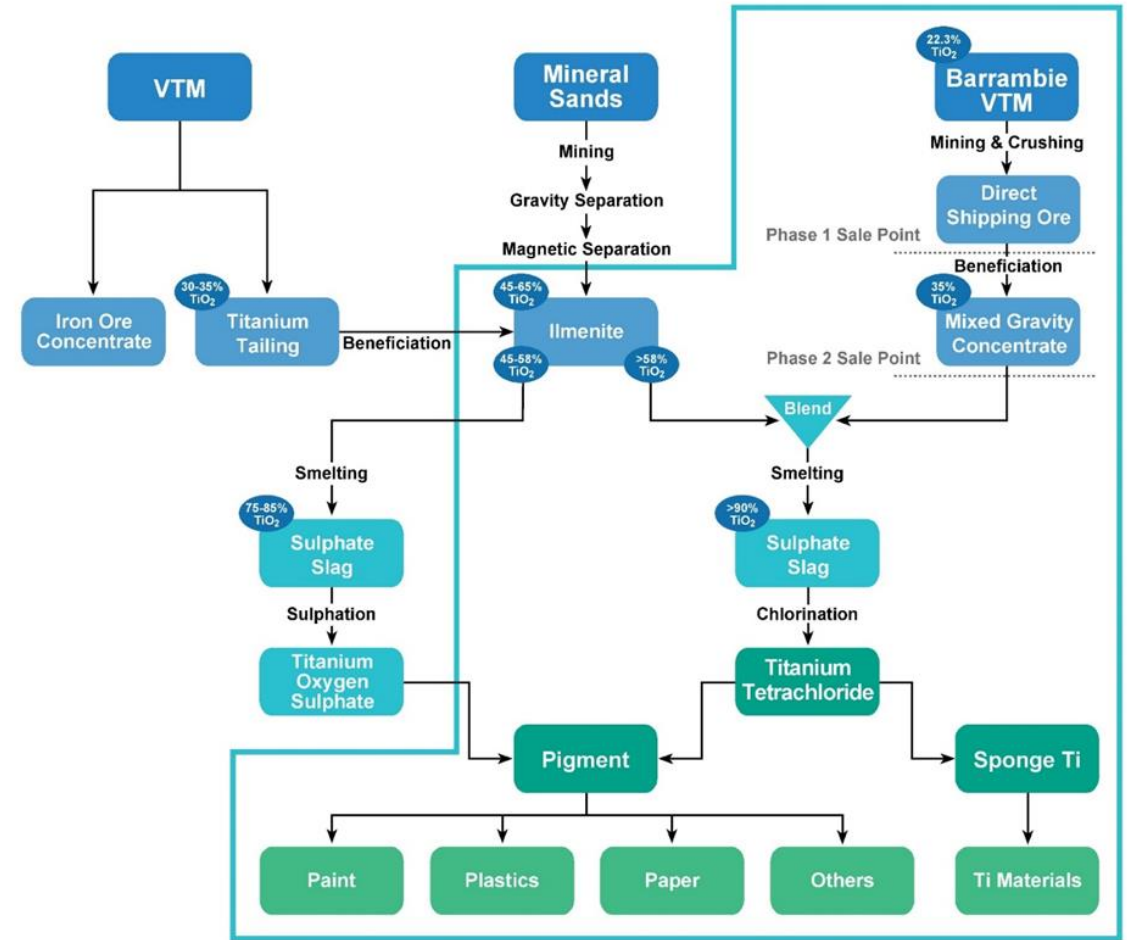 VTM
Mineral
Sands
22.3%
TiO₂
Barrambie
VTM
Mining
Gravity Separation
Magnetic Separation
Mining & Crushing
Direct
Shipping Ore
Phase 1 Sale Point
Beneficiation
35%
TiO₂
Mixed Gravity
Concentrate
Phase 2 Sale Point
Iron Ore
Concentrate
30-35%
TiO₂
Titanium
Tailing
Beneficiation
45-65%
TiO₂
Ilmenite
45-58%
TiO₂
>58%
TiO₂
Blend
Smelting
75-85%
TiO₂
Sulphate
Slag
Sulphation
Titanium
Oxygen
Sulphate
Smelting
>90%
TiO₂
Sulphate
Slag
Chlorination
Titanium
Tetrachloride
Pigment
Sponge Ti
Paint
Plastics
Paper
Others
Ti Materials